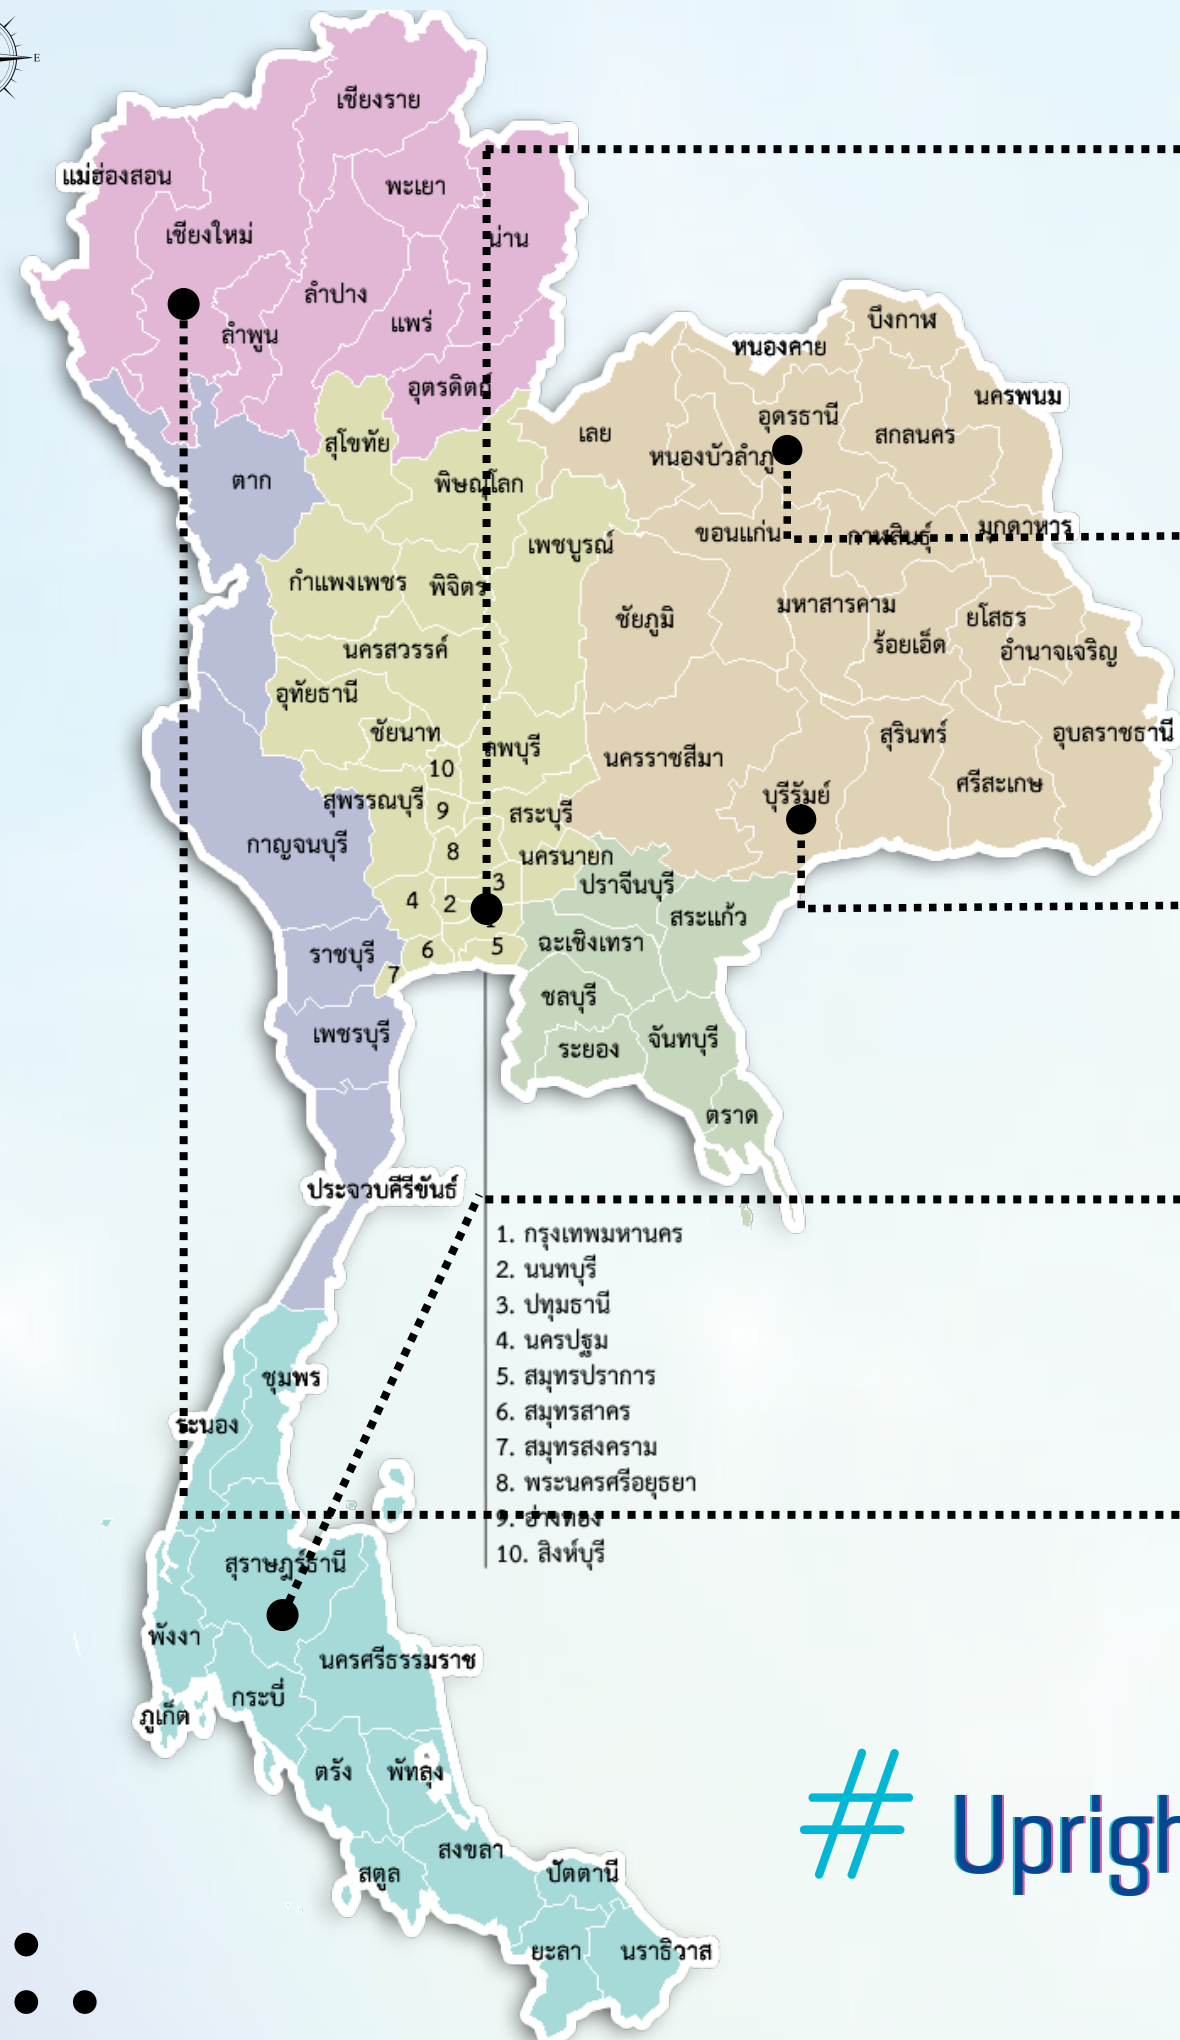 E
เชียงราย
แม่ฮ่องสอน
พะเยา
เชียงใหม่
น่าน
ลำปาง
ลำพูน
แพร่
อุตรดิตถ์
บึงกาฬ
หนองคาย
นครพนม
อุดรธานี
เลย
สกลนคร
หนองบัวลำภู
สุโขทัย
ตาก
พิษณุโลก
ขอนแก่น
กาฬสินธุ์
มุกดาหาร
เพชบูรณ์
กำแพงเพชร
พิจิตร
มหาสารคาม
ชัยภูมิ
ยโสธร
ร้อยเอ็ด
อำนาจเจริญ
นครสวรรค์
อุทัยธานี
ชัยนาท
ลพบุรี
สุรินทร์
อุบลราชธานี
นครราชสีมา
10
ศรีสะเกษ
บุรีรัมย์
สุพรรณบุรี
9
สระบุรี
กาญจนบุรี
8
นครนายก
3
ปราจีนบุรี
4
2
สระแก้ว
1
ฉะเชิงเทรา
ราชบุรี
6
5
7
ชลบุรี
เพชรบุรี
ระยอง
จันทบุรี
ตราด
ประจวบคีรีขันธ์
1. กรุงเทพมหานคร
2. นนทบุรี
3. ปทุมธานี
4. นครปฐม
5. สมุทรปราการ
6. สมุทรสาคร
7. สมุทรสงคราม
8. พระนครศรีอยุธยา
9. อ่างทอง
10. สิงห์บุรี
ชุมพร
ระนอง
สุราษฎร์ธานี
พังงา
นครศรีธรรมราช
กระบี่
ภูเก็ต
ตรัง
พัทลุง
สงขลา
สตูล
ปัตตานี
ยะลา
นราธิวาส
# Uprigh